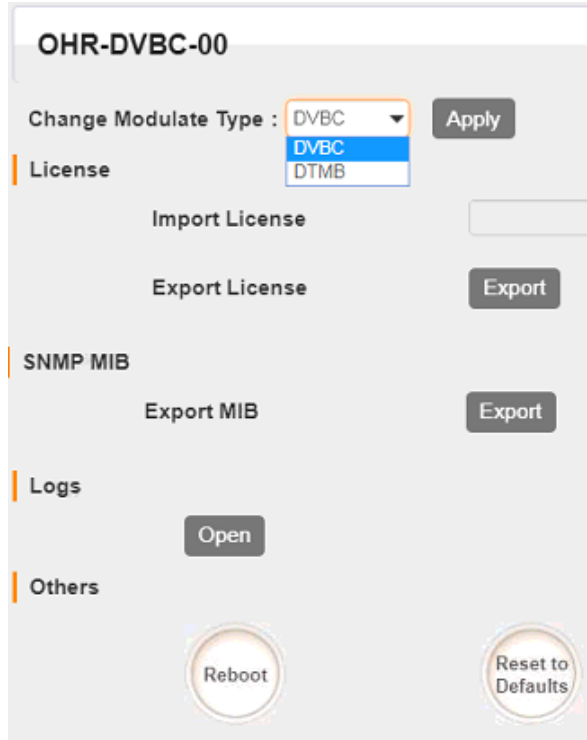 OHR-DVBC-00
Change Modulate Type : DVBC Apply
DVBC
DTMB
License
Import License
Export License Export
SNMP MIB
Export MIB Export
Logs
Open
Others
Reboot
Reset to
Defaults